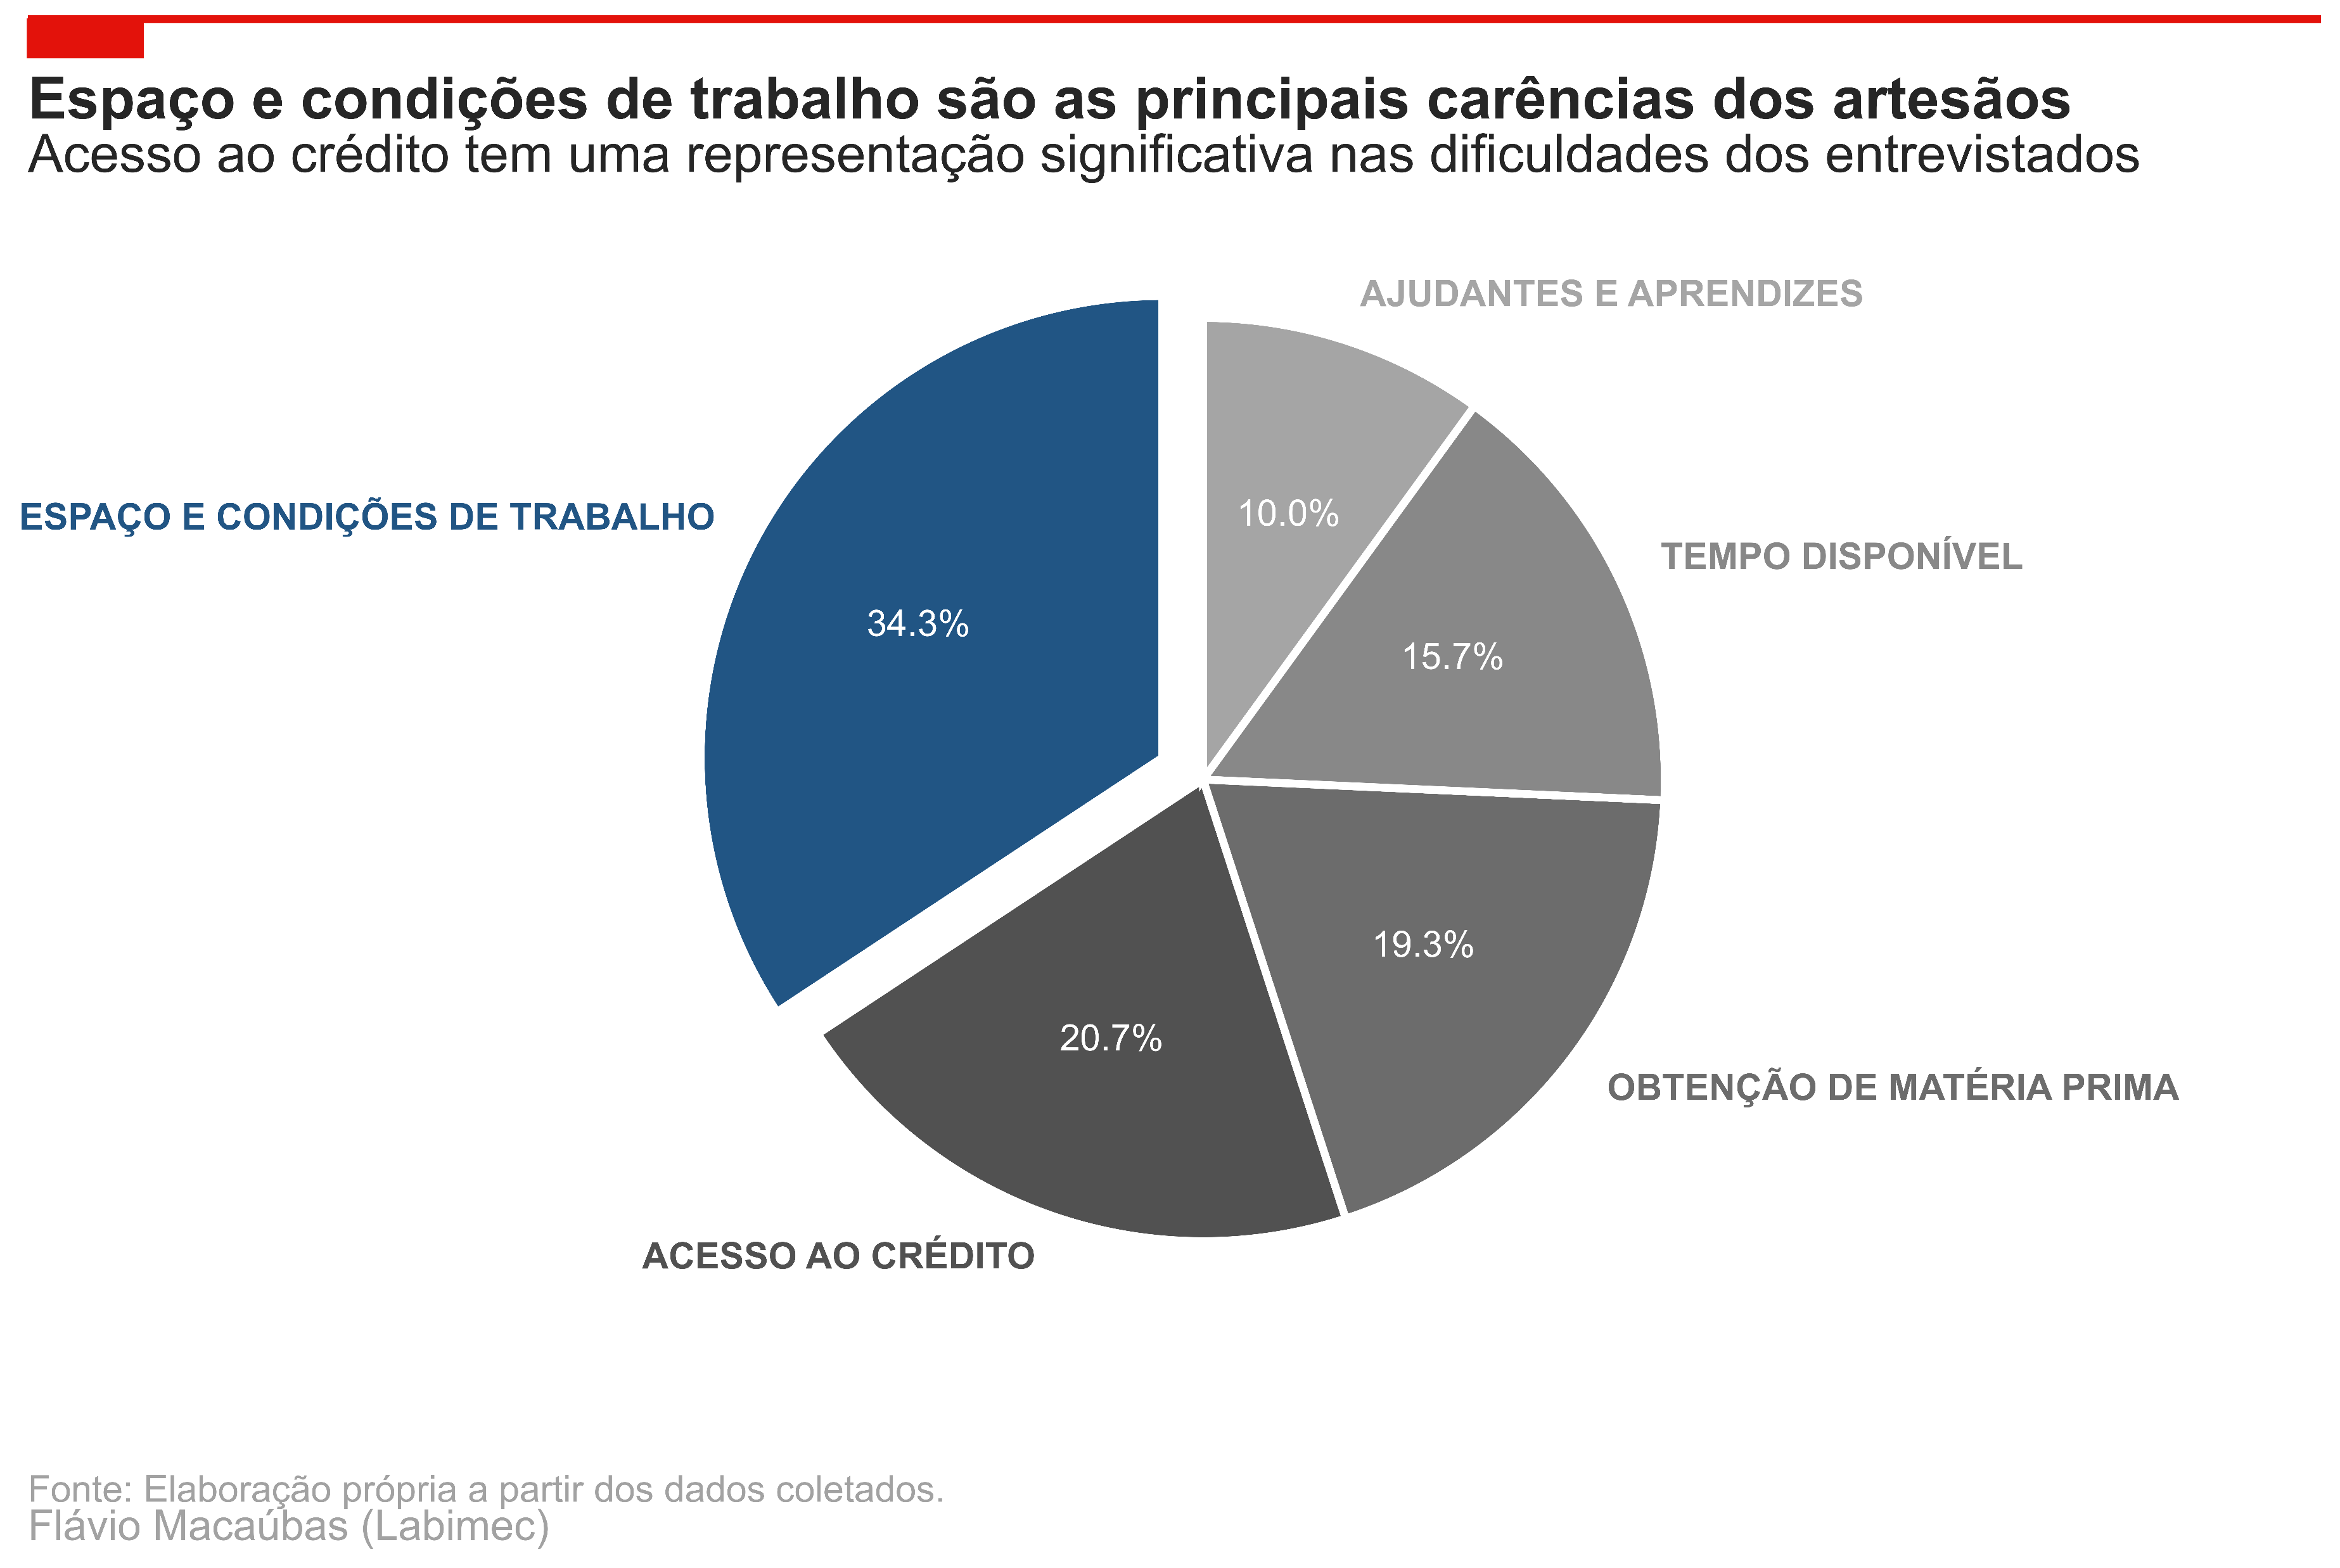 Espaço e condições de trabalho são as principais carências dos artesãos
Acesso ao crédito tem uma representação significativa nas dificuldades dos entrevistados
AJUDANTES E APRENDIZES
10.0%
ESPAÇO E CONDIÇÕES DE TRABALHO
34.3%
TEMPO DISPONÍVEL
15.7%
19.3%
OBTENÇÃO DE MATÉRIA PRIMA
20.7%
ACESSO AO CRÉDITO
Fonte: Elaboração própria a partir dos dados coletados.
Flávio Macaúbas (Labimec)